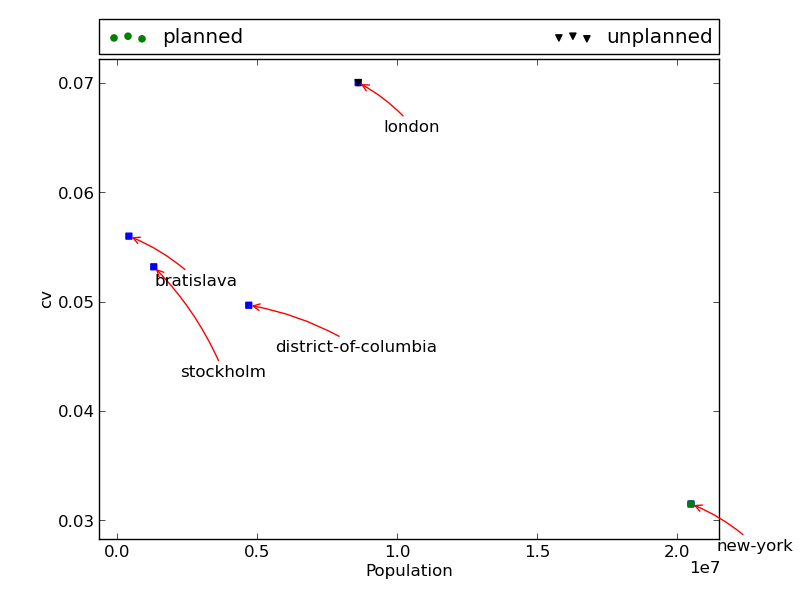 planned unplanned
0.07
london
0.06
bratislava
0.05
cv
district-of-columbia
stockholm
0.04
0.03
new-york
0.0 0.5 1.0 1.5 2.0
1e7
Population